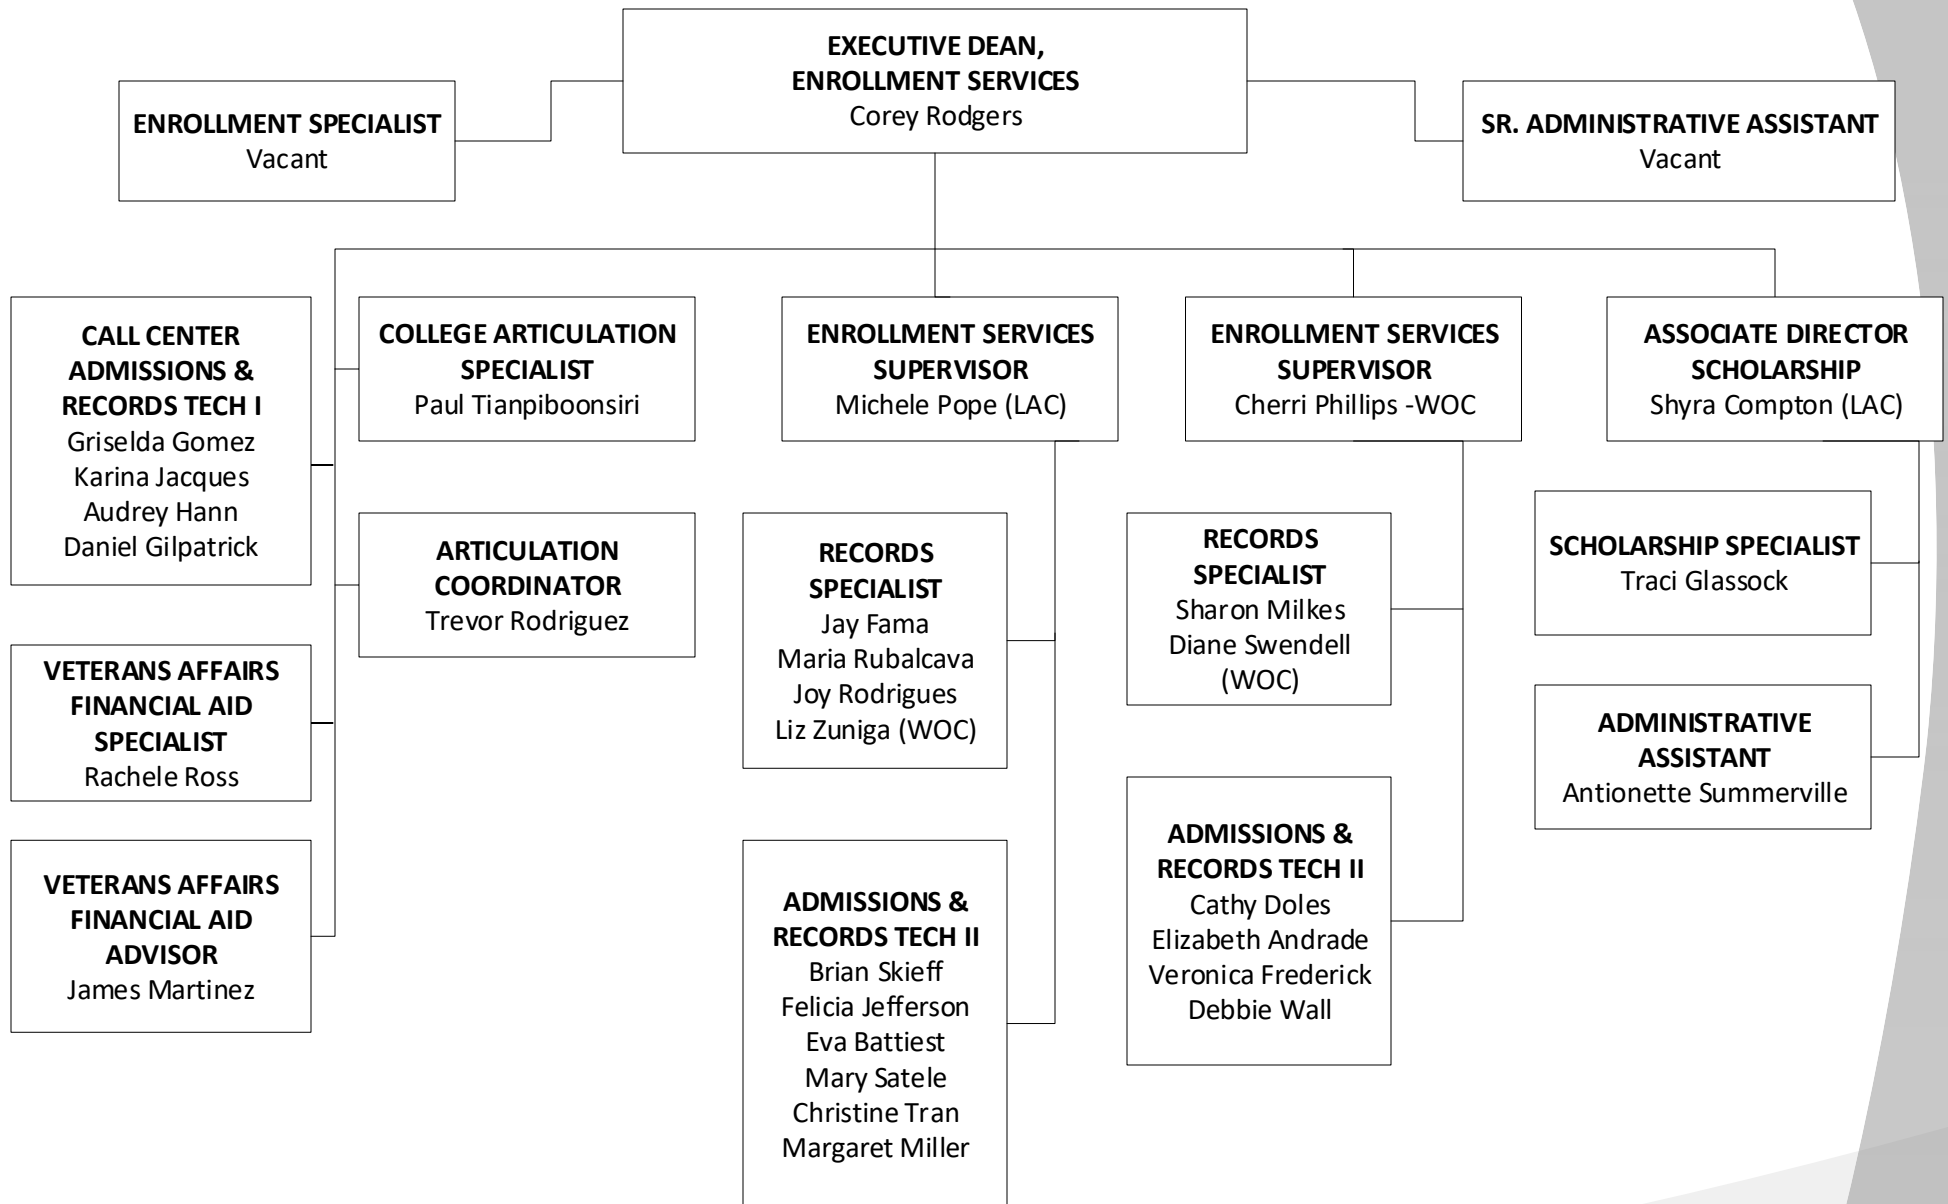 EXECUTIVE DEAN,
ENROLLMENT SERVICES
Corey Rodgers
ENROLLMENT SPECIALIST
Vacant
SR. ADMINISTRATIVE ASSISTANT
Vacant
CALL CENTER
ADMISSIONS &
RECORDS TECH I
Griselda Gomez
Karina Jacques
Audrey Hann
Daniel Gilpatrick
COLLEGE ARTICULATION
SPECIALIST
Paul Tianpiboonsiri
ENROLLMENT SERVICES
SUPERVISOR
Michele Pope (LAC)
ENROLLMENT SERVICES
SUPERVISOR
Cherri Phillips -WOC
ASSOCIATE DIRECTOR
SCHOLARSHIP
Shyra Compton (LAC)
ARTICULATION
COORDINATOR
Trevor Rodriguez
RECORDS
SPECIALIST
Jay Fama
Maria Rubalcava
Joy Rodrigues
Liz Zuniga (WOC)
RECORDS
SPECIALIST
Sharon Milkes
Diane Swendell
(WOC)
SCHOLARSHIP SPECIALIST
Traci Glassock
VETERANS AFFAIRS
FINANCIAL AID
SPECIALIST
Rachele Ross
ADMINISTRATIVE
ASSISTANT
Antionette Summerville
VETERANS AFFAIRS
FINANCIAL AID
ADVISOR
James Martinez
ADMISSIONS &
RECORDS TECH II
Brian Skieff
Felicia Jefferson
Eva Battiest
Mary Satele
Christine Tran
Margaret Miller
ADMISSIONS &
RECORDS TECH II
Cathy Doles
Elizabeth Andrade
Veronica Frederick
Debbie Wall